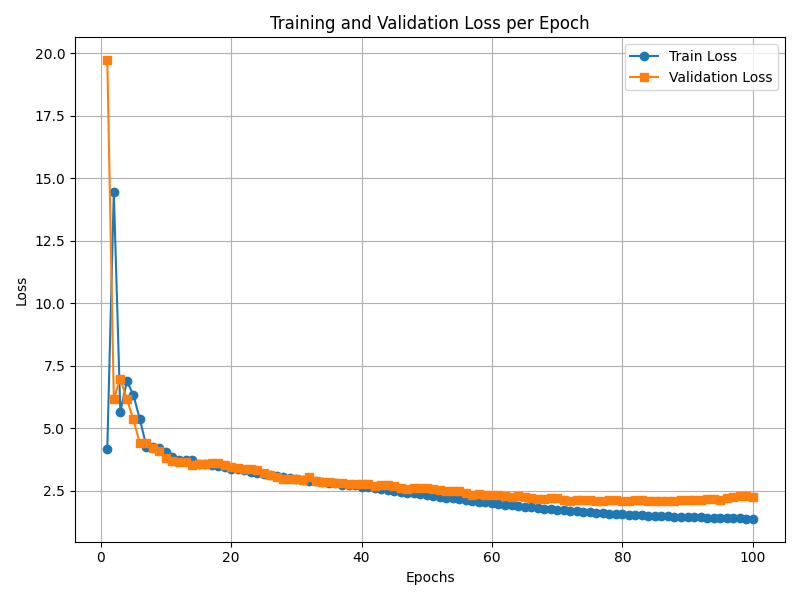 Training and Validation Loss per Epoch
Train Loss
Validation Loss
20.0
17.5
15.0
12.5
10.0
7.5
5.0
2.5
Loss
0 20 40 60 80 100
Epochs